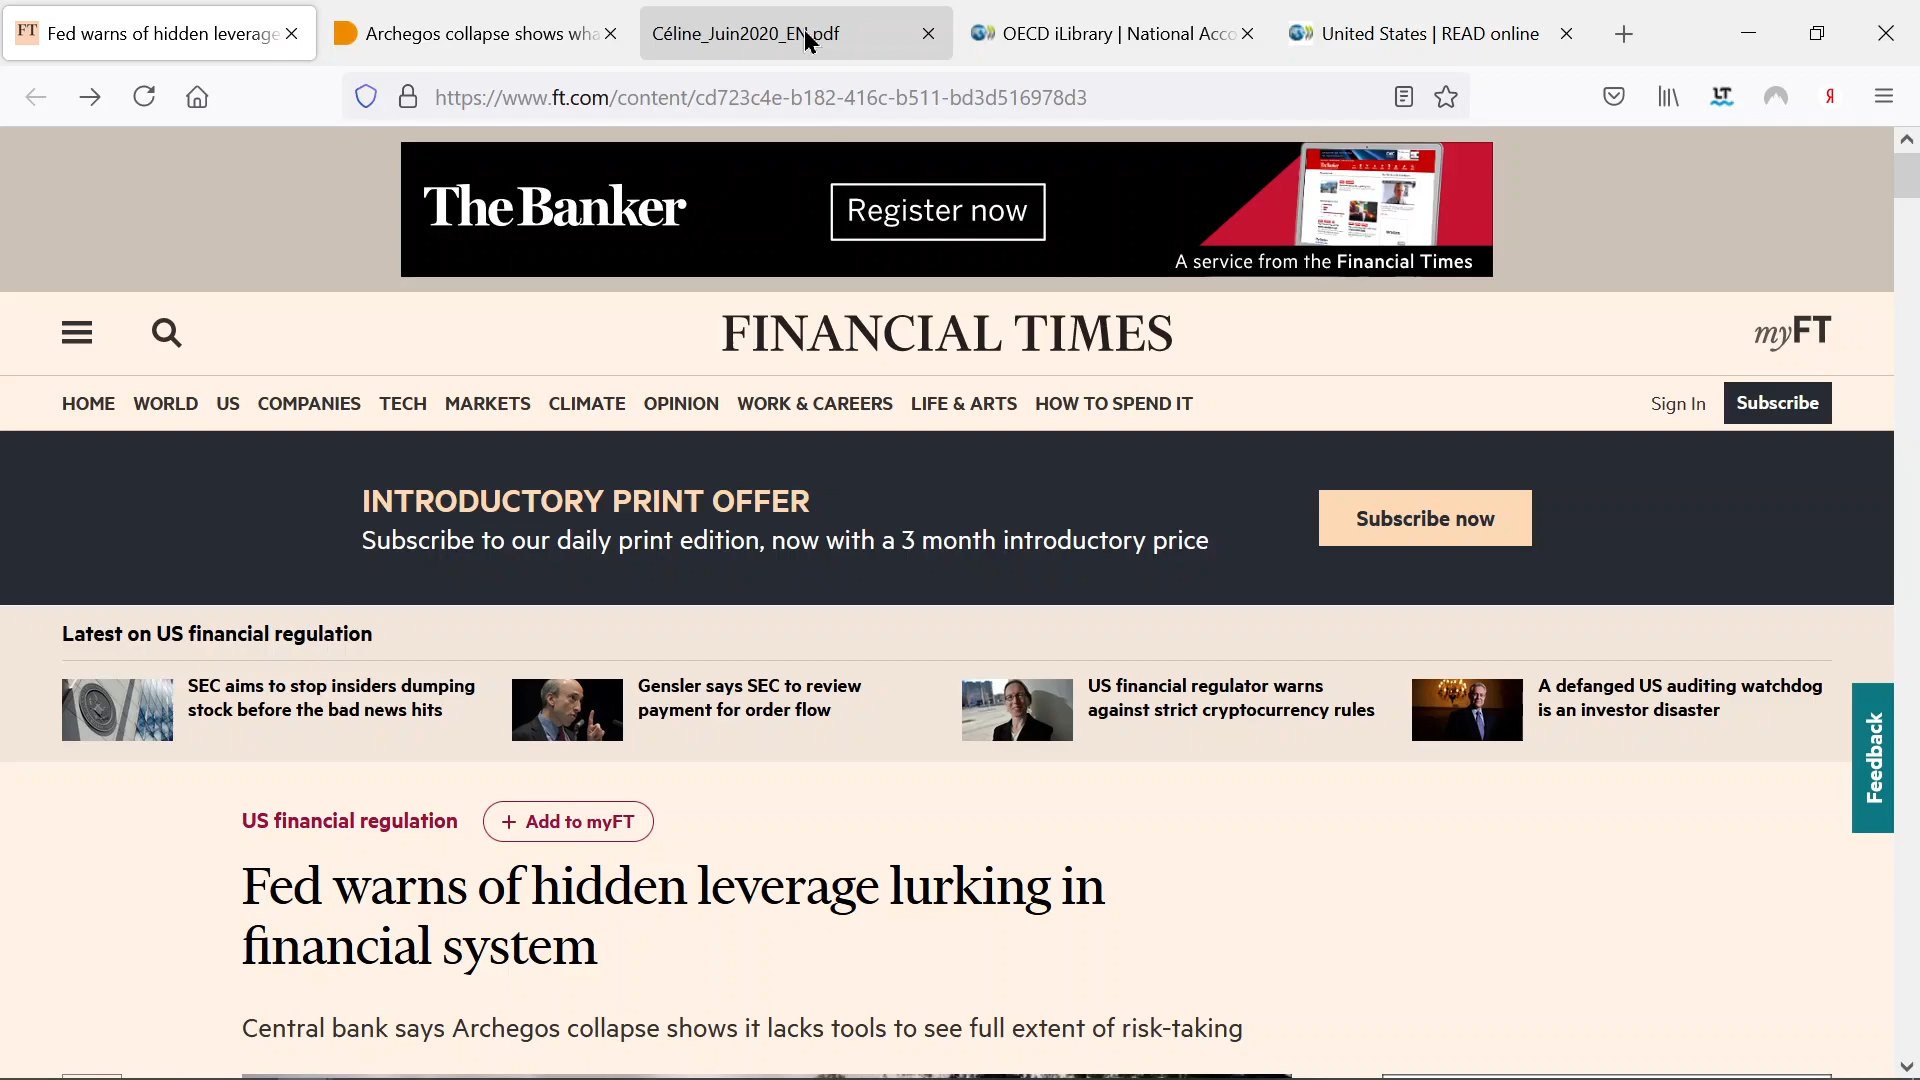 FT Fed warns of hidden leverage
Archegos collapse shows wha
Céline_Juin2020_EN.pdf
OECD iLibrary | National Acco
United States | READ online
https://www.ft.com/content/cd723c4e-b182-416c-b511-bd3d516978d3
LT
Я
The Banker
Register now
A service from the Financial Times
FINANCIAL TIMES
myFT
HOME WORLD US COMPANIES TECH MARKETS CLIMATE OPINION WORK & CAREERS LIFE & ARTS HOW TO SPEND IT
Sign In Subscribe
INTRODUCTORY PRINT OFFER
Subscribe to our daily print edition, now with a 3 month introductory price
Subscribe now
Latest on US financial regulation
SEC aims to stop insiders dumping
stock before the bad news hits
Gensler says SEC to review
payment for order flow
US financial regulator warns
against strict cryptocurrency rules
A defanged US auditing watchdog
is an investor disaster
Feedback
US financial regulation
+ Add to myFT
Fed warns of hidden leverage lurking in
financial system
Central bank says Archegos collapse shows it lacks tools to see full extent of risk-taking